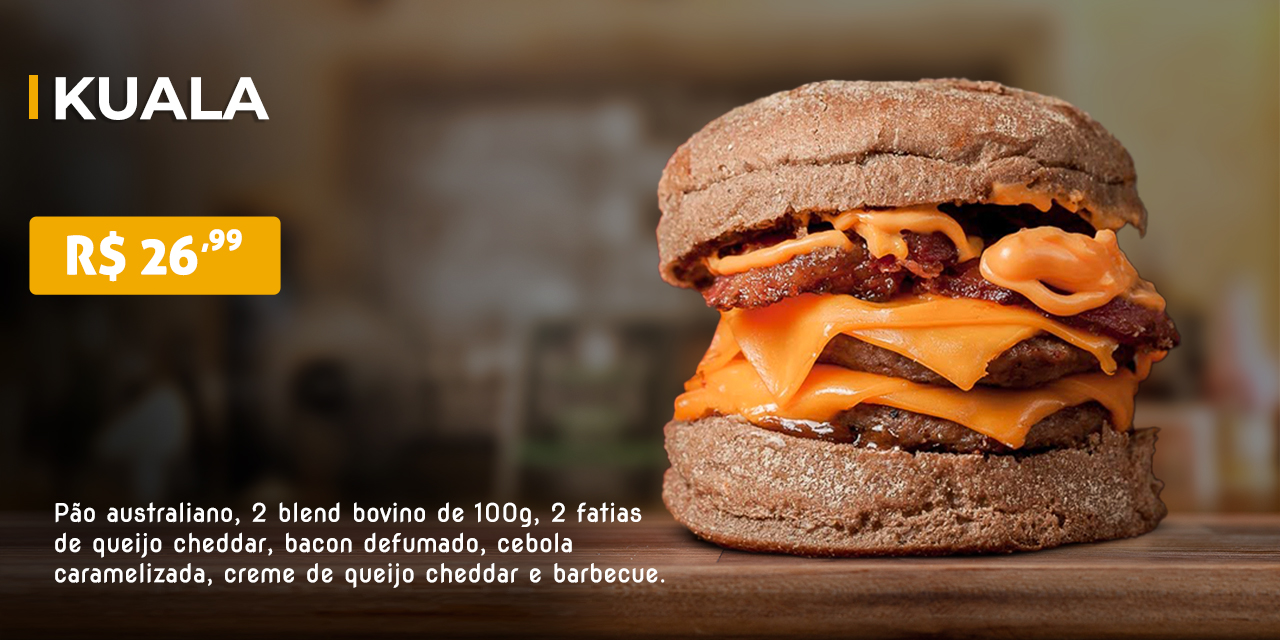 KUALA
R$ 26,99
Pão australiano, 2 blend bovino de 100g, 2 fatias
de queijo cheddar, bacon defumado, cebola
caramelizada, creme de queijo cheddar e barbecue.